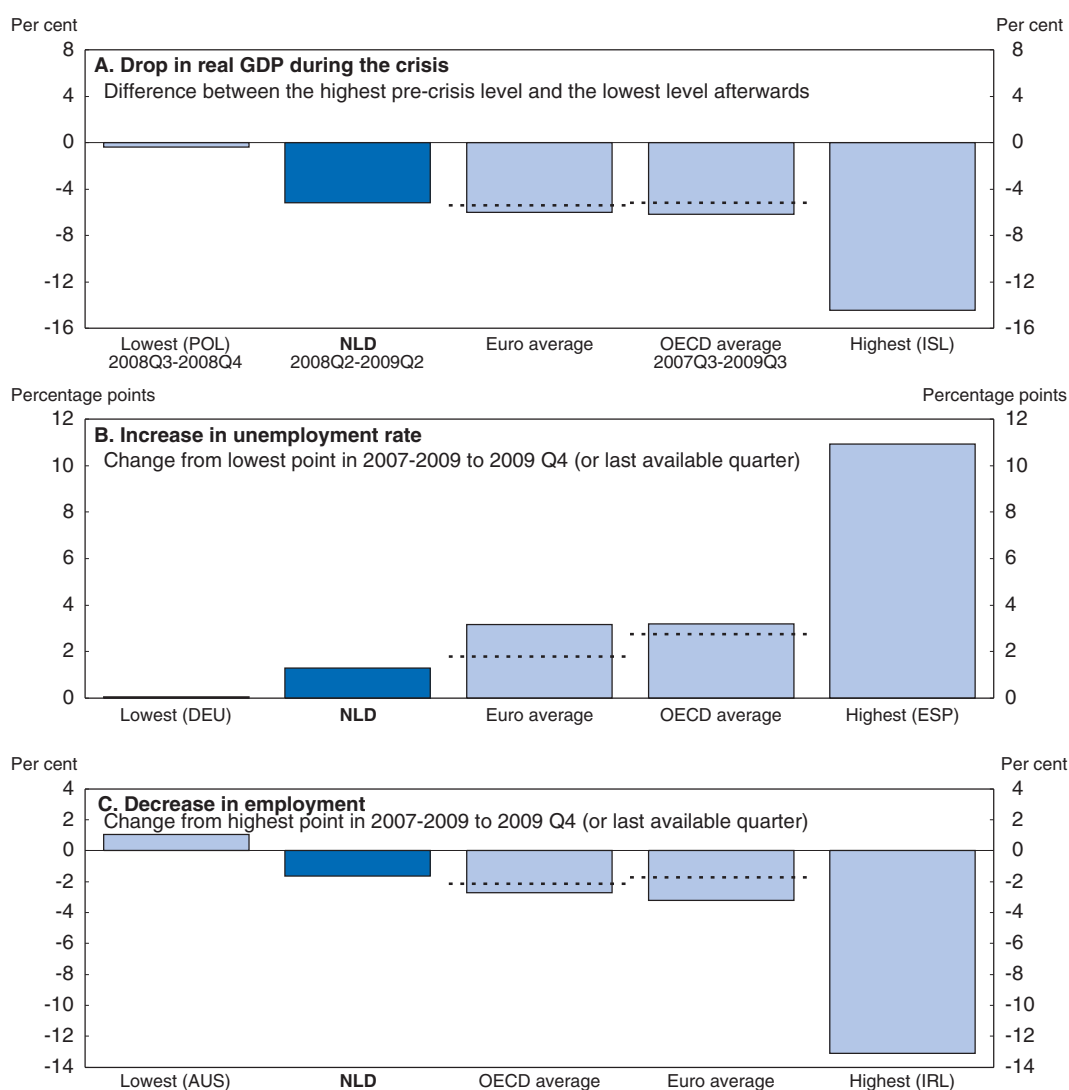 Per cent Per cent
8 8
A. Drop in real GDP during the crisis
Difference between the highest pre-crisis level and the lowest level afterwards
4 4
0 0
-4 -4
-8 -8
-12 -12
-16 -16
Lowest (POL) NLD Euro average OECD average Highest (ISL)
2008Q3-2008Q4 2008Q2-2009Q2 2007Q3-2009Q3
Percentage points Percentage points
12 12
B. Increase in unemployment rate
Change from lowest point in 2007-2009 to 2009 Q4 (or last available quarter)
10 10
8 8
6 6
4 4
2 2
0 0
Lowest (DEU) NLD Euro average OECD average Highest (ESP)
Per cent Per cent
4 4
C. Decrease in employment
Change from highest point in 2007-2009 to 2009 Q4 (or last available quarter)
2 2
0 0
-2 -2
-4 -4
-6 -6
-8 -8
-10 -10
-12 -12
-14 -14
Lowest (AUS) NLD OECD average Euro average Highest (IRL)